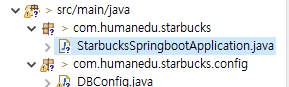 src/main/java
com.humanedu.starbucks
StarbucksSpringbootApplication.java
com.humanedu.starbucks.config
DBConfig.java